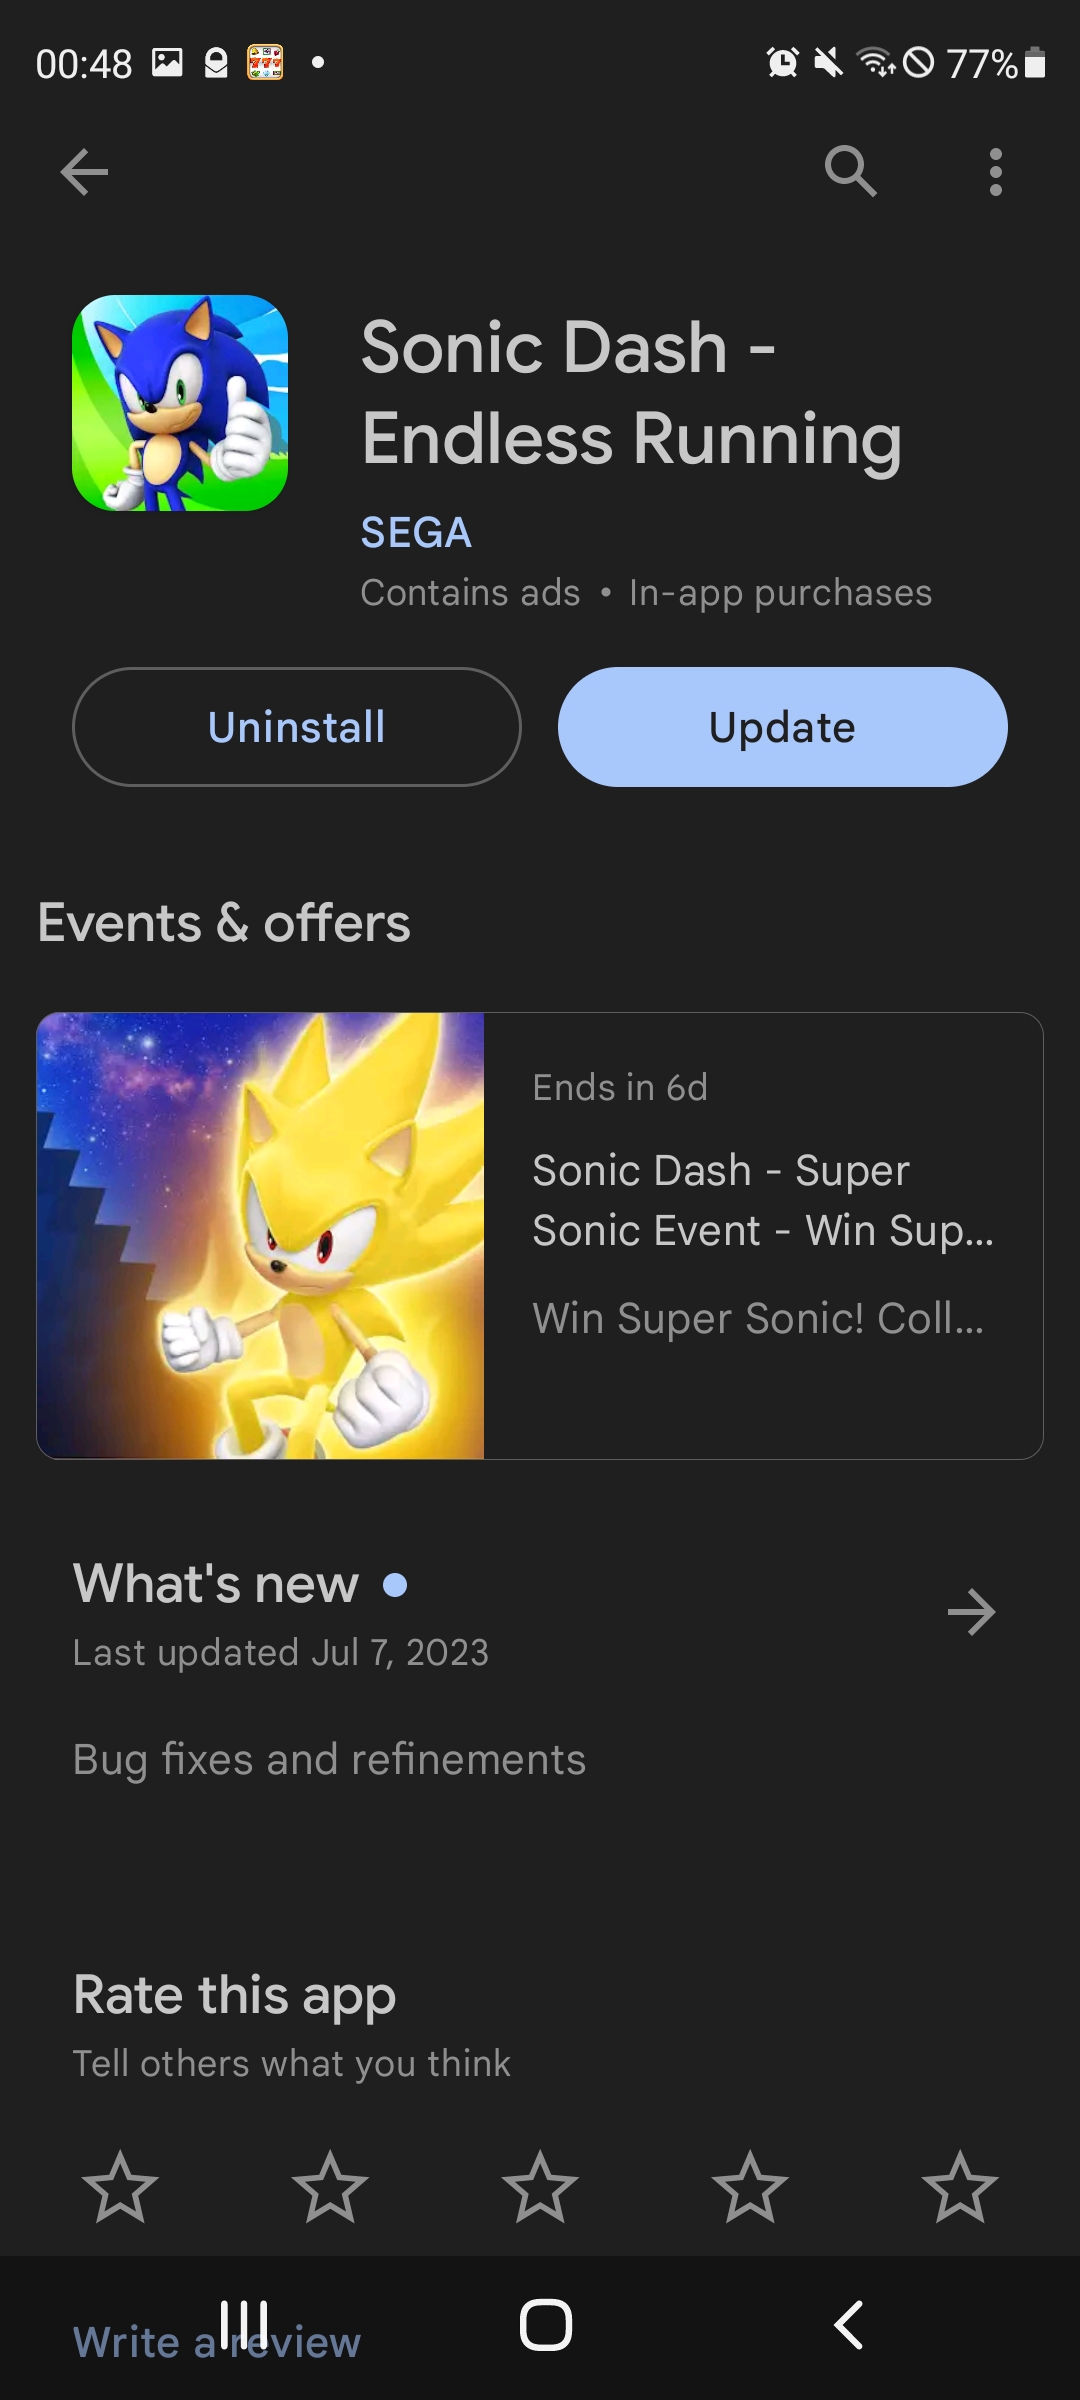 00:48
77%
Sonic Dash -
Endless Running
SEGA
Contains ads • In-app purchases
Uninstall
Update
Events & offers
Ends in 6d
Sonic Dash - Super
Sonic Event - Win Sup...
Win Super Sonic! Coll...
What's new
Last updated Jul 7, 2023
Bug fixes and refinements
Rate this app
Tell others what you think
Write a review